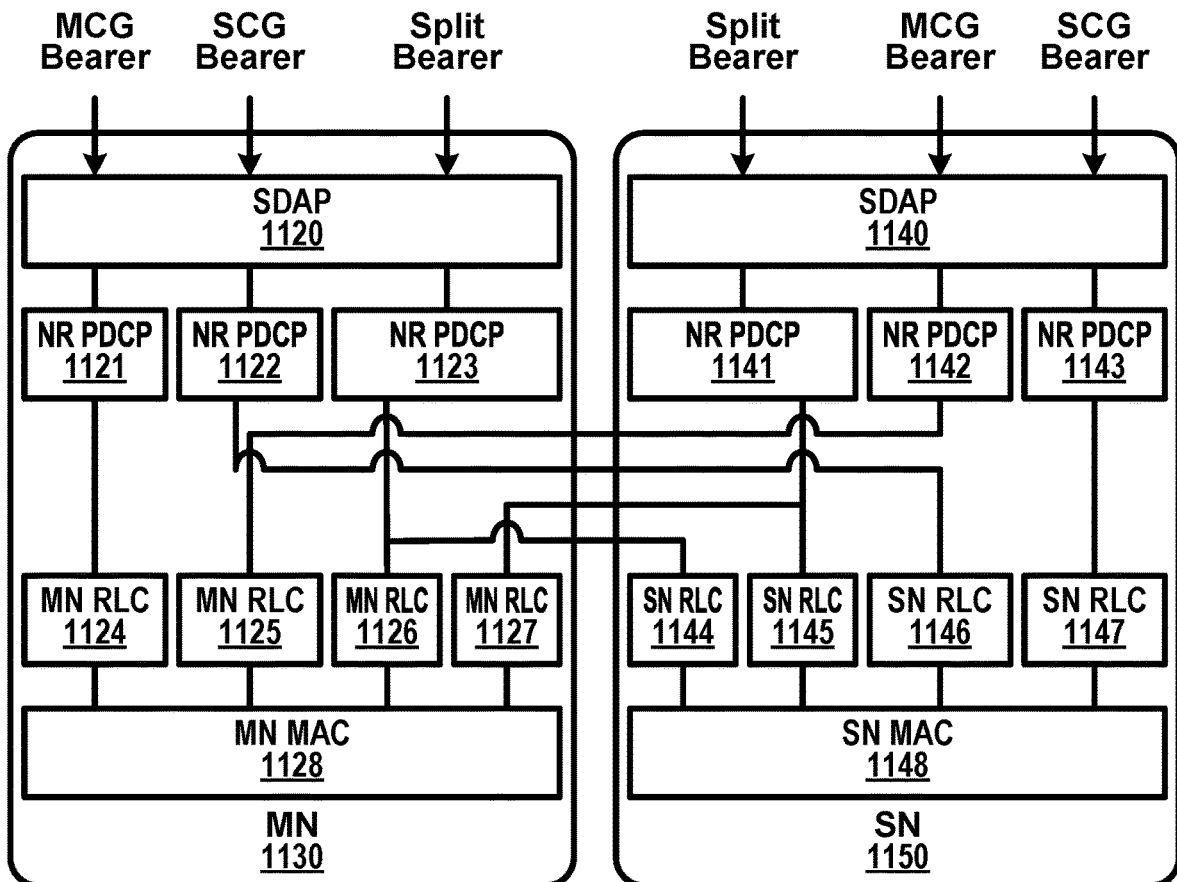 MCG Bearer
SCG Bearer
Split Bearer
Split Bearer
MCG Bearer
SCG Bearer
SDAP
1120
SDAP
1140
NR PDCP
1121
NR PDCP
1122
NR PDCP
1123
NR PDCP
1141
NR PDCP
1142
NR PDCP
1143
MN RLC
1124
MN RLC
1125
MN RLC
1126
MN RLC
1127
SN RLC
1144
SN RLC
1145
SN RLC
1146
SN RLC
1147
MN MAC
1128
SN MAC
1148
MN
1130
SN
1150